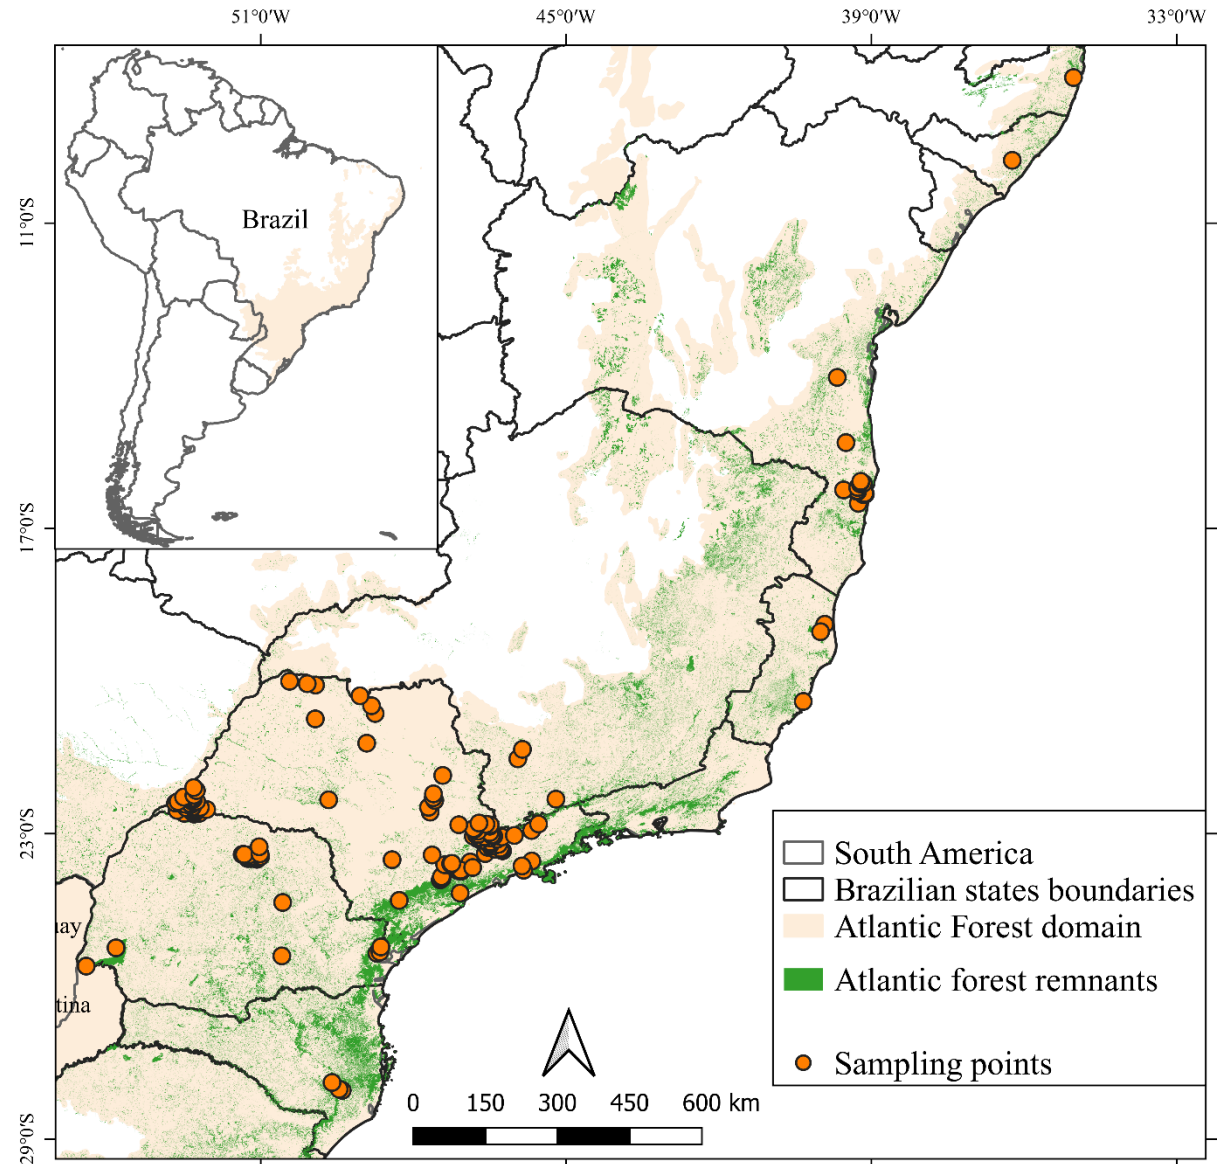 51°0'W 45°0'W 39°0'W 33°0'W
11°0'S
17°0'S
23°0'S
29°0'S
Brazil
uay
tina
South America
Brazilian states boundaries
Atlantic Forest domain
Atlantic forest remnants
Sampling points
0 150 300 450 600 km